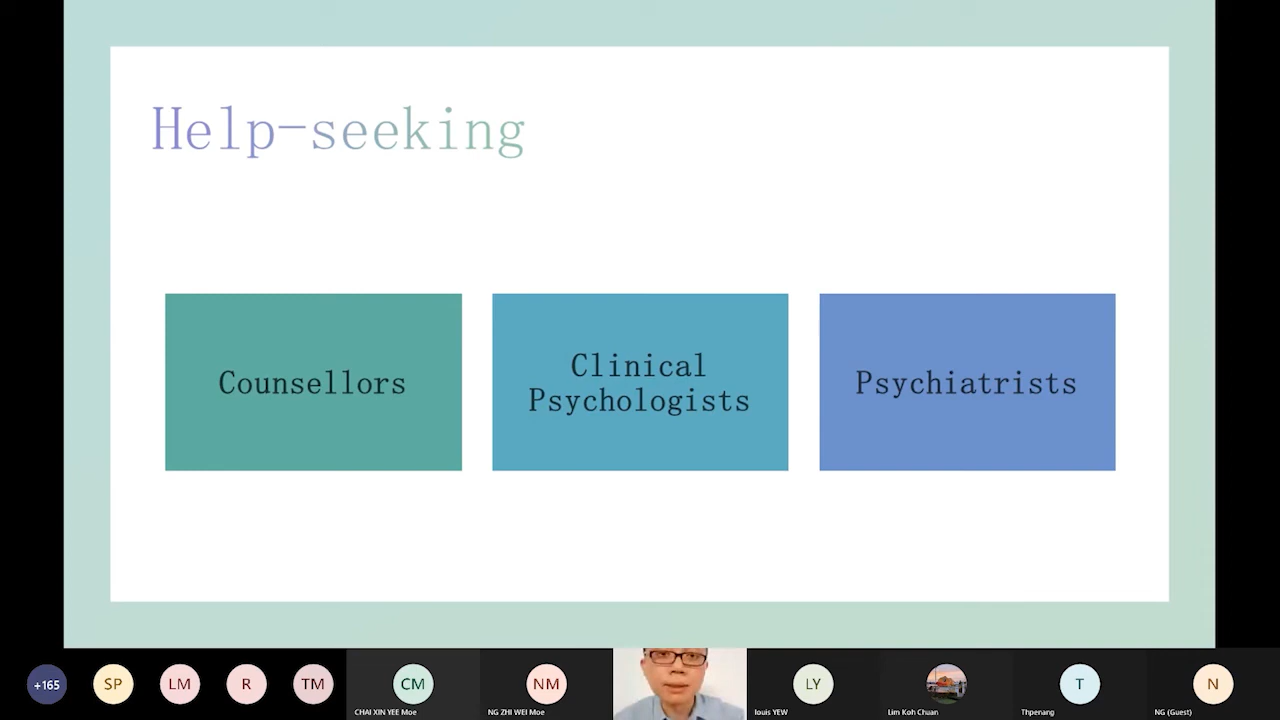 Help-seeking
Counsellors
Clinical
Psychologists
Psychiatrists
+165
SP
LM
R
TM
CM
CHAI XIN YEE Moe
NM
NG ZHI WEI Moe
LY
louis YEW
Lim Koh Chuan
T
Thpenang
N
NG (Guest)